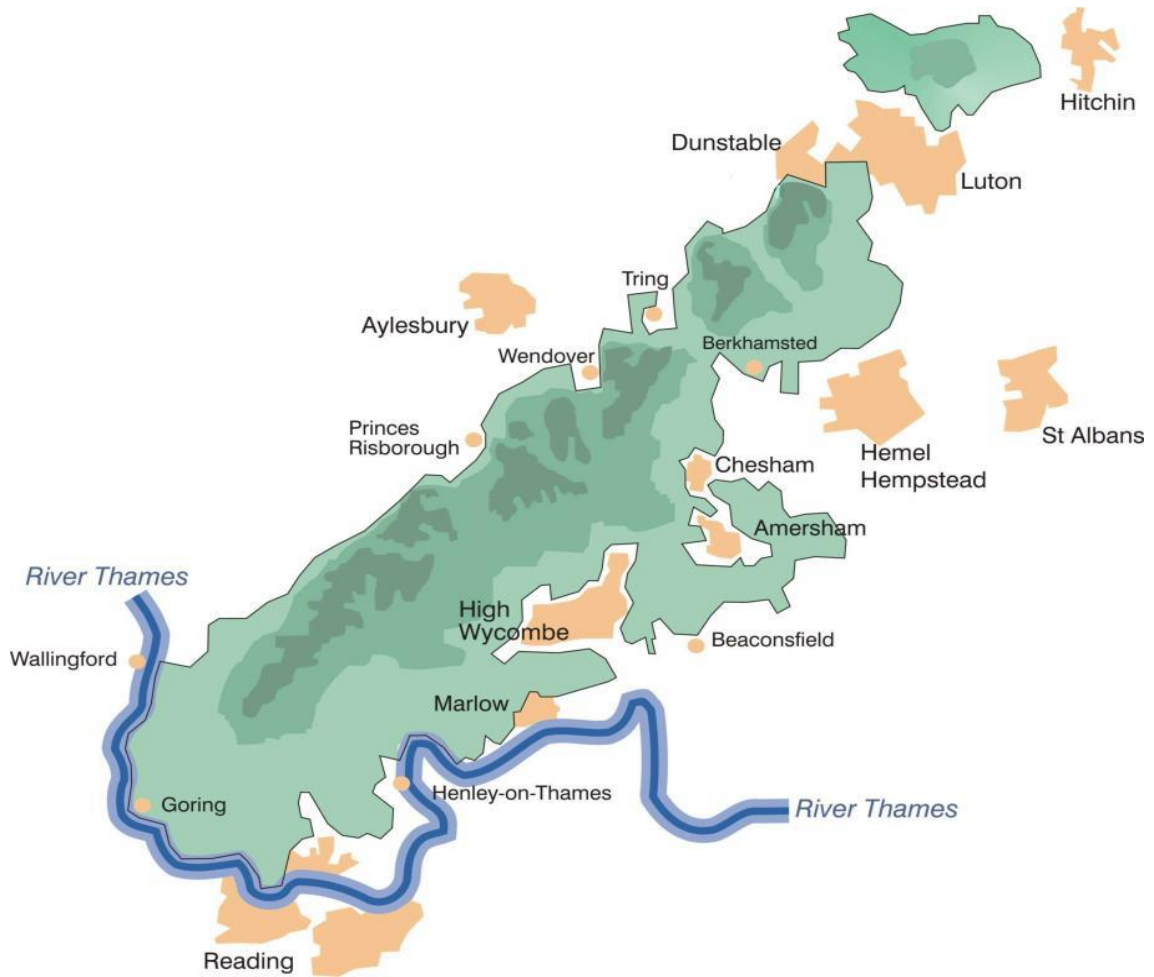 Hitchin
Dunstable
Luton
Tring
Aylesbury
Wendover
Berkhamsted
Princes
Risborough
St Albans
Chesham
Hemel
Hempstead
Amersham
River Thames
High
Wycombe
Beaconsfield
Wallingford
Marlow
Henley-on-Thames
Goring
River Thames
Reading